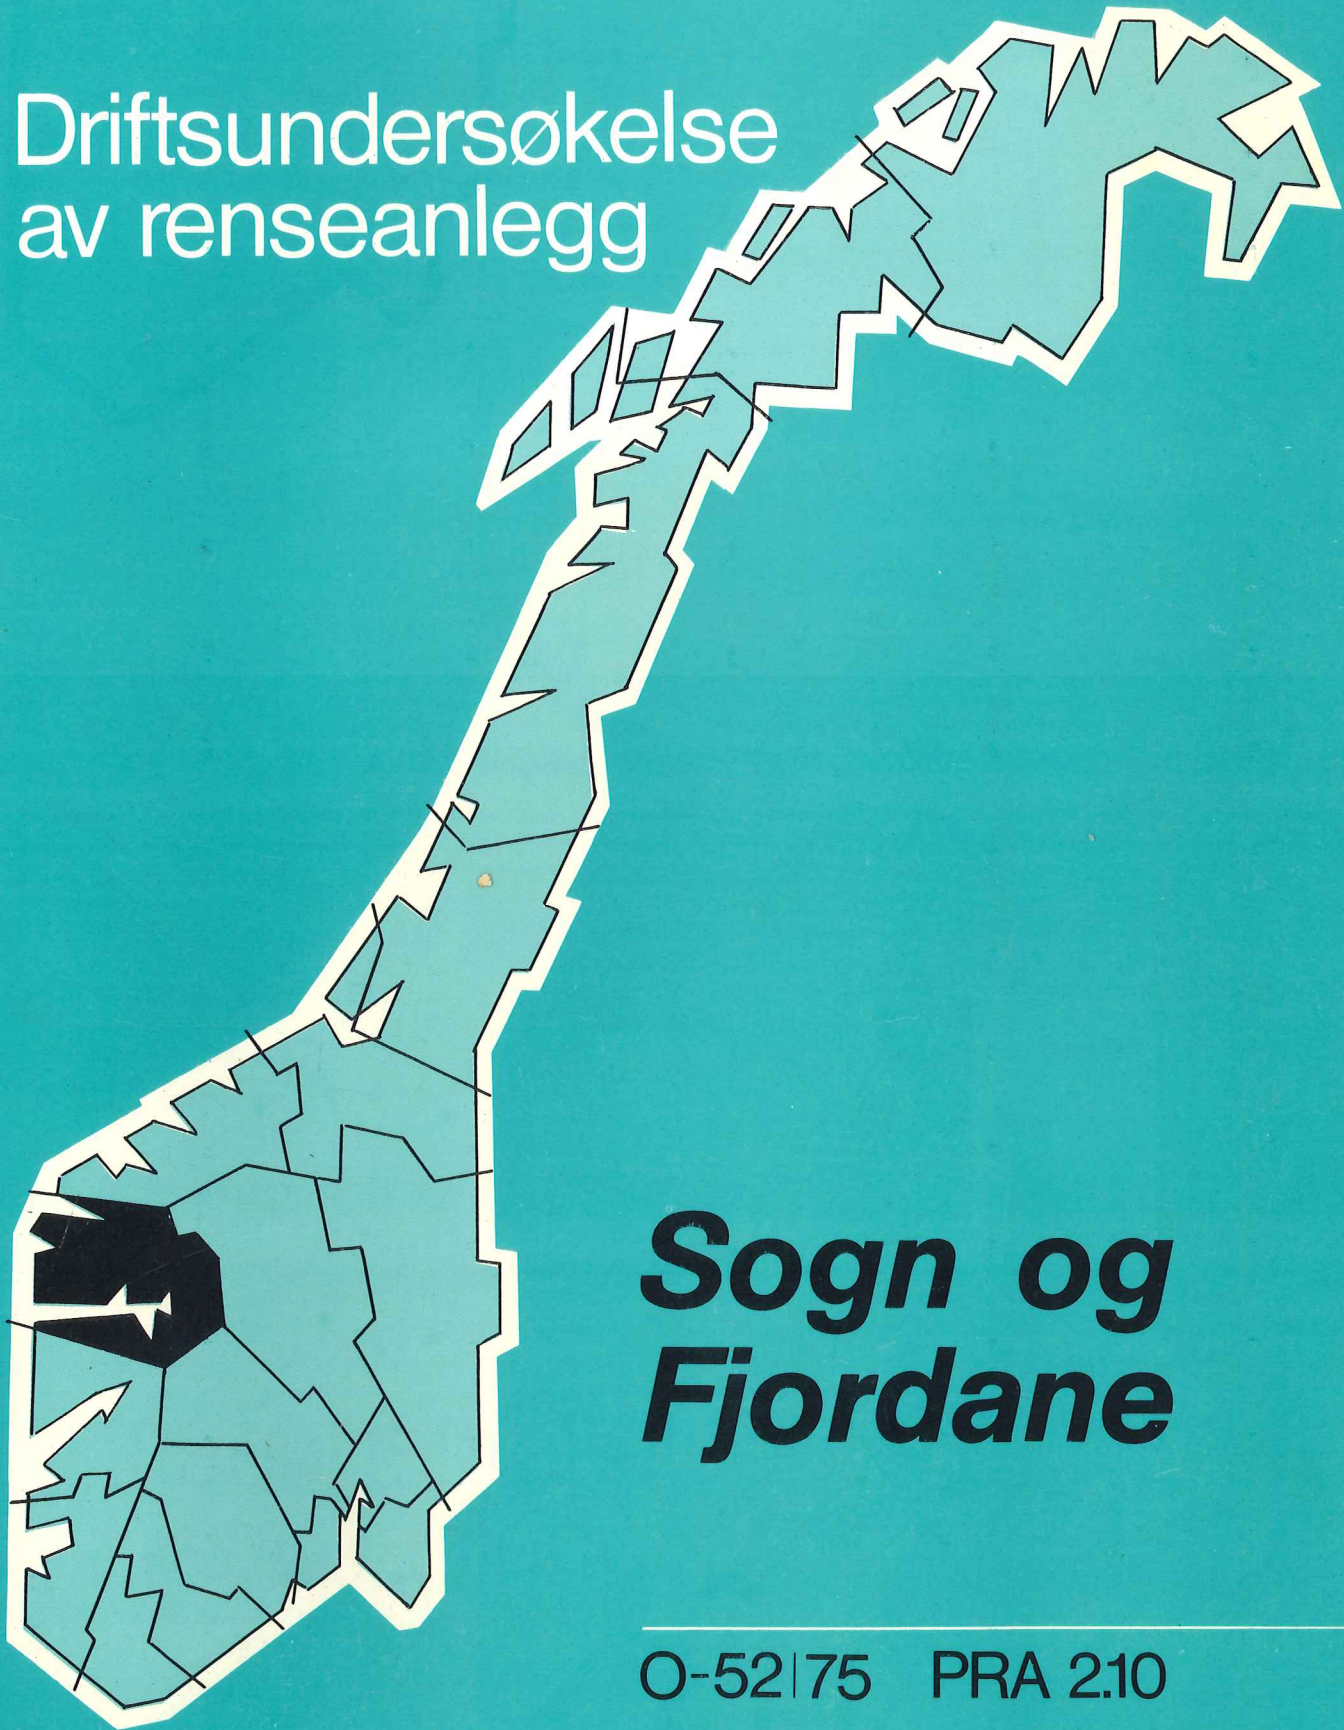 Driftsundersøkelse
av renseanlegg
Sogn og
Fjordane
O-52|75 PRA 2.10